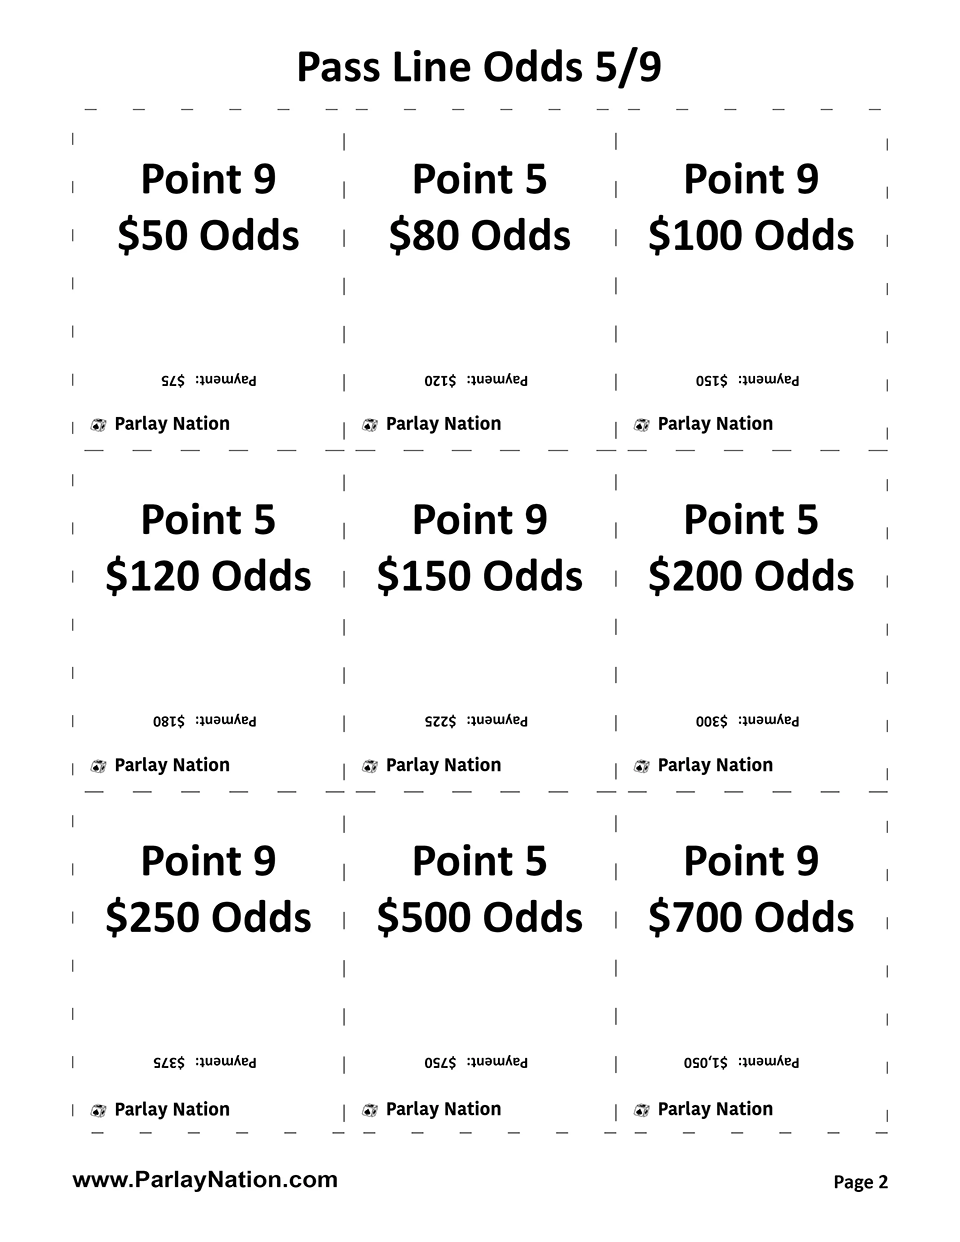 Pass Line Odds 5/9
Point 9
$50 Odds
Payment: $75
Parlay Nation
Point 5
$80 Odds
Payment: $120
Parlay Nation
Point 9
$100 Odds
Payment: $150
Parlay Nation
Point 5
$120 Odds
Payment: $180
Parlay Nation
Point 9
$150 Odds
Payment: $225
Parlay Nation
Point 5
$200 Odds
Payment: $300
Parlay Nation
Point 9
$250 Odds
Payment: $375
Parlay Nation
Point 5
$500 Odds
Payment: $750
Parlay Nation
Point 9
$700 Odds
Payment: $1,050
Parlay Nation
www.ParlayNation.com
Page 2